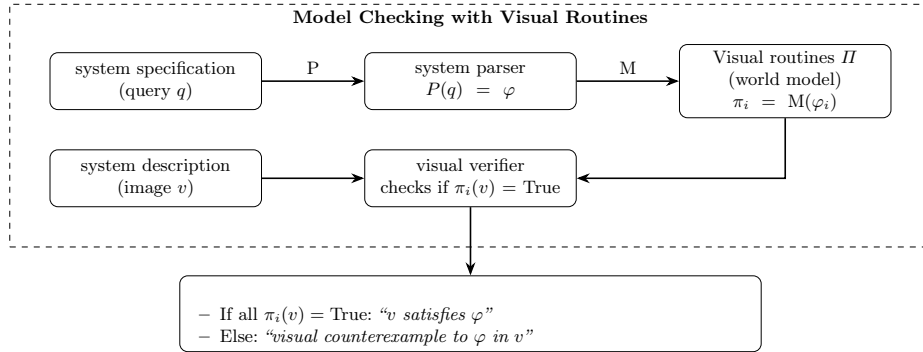 Model Checking with Visual Routines
system specification
(query q)
P
system parser
P(q) = φ
M
Visual routines Π
(world model)
πᵢ = M(φᵢ)
system description
(image v)
visual verifier
checks if πᵢ(v) = True
– If all πᵢ(v) = True: “v satisfies φ”
– Else: “visual counterexample to φ in v”